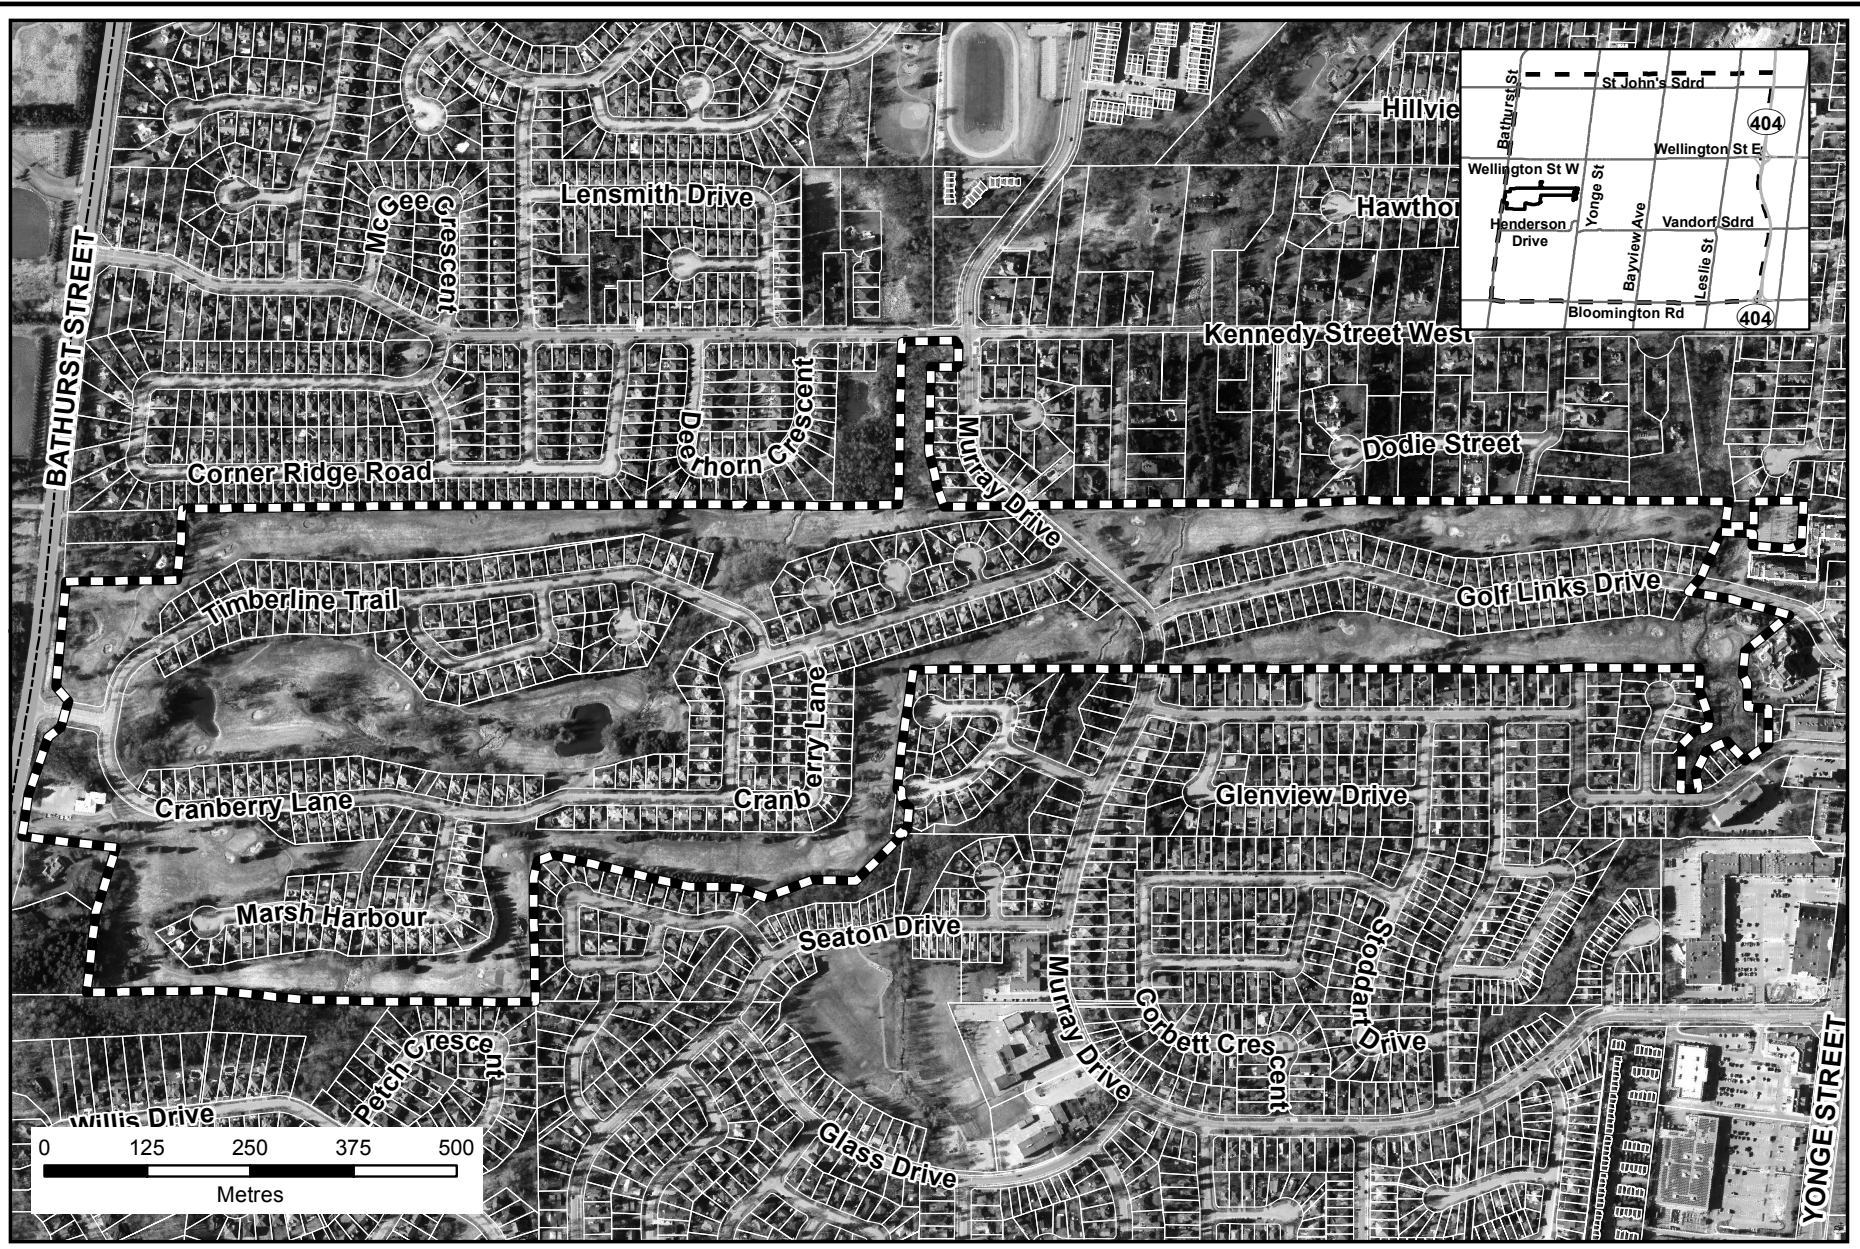 Hillvie
Hawthor
Lensmith Drive
McGee Crescent
BATHURST STREET
Kennedy Street West
Deerhorn Crescent
Corner Ridge Road
Murray Drive
Dodie Street
Timberline Trail
Golf Links Drive
Cranberry Lane
Cranberry Lane
Glenview Drive
Marsh Harbour
Seaton Drive
Stoddart Drive
Murray Drive
Corbett Crescent
Petch Crescent
Willis Drive
Glass Drive
YONGE STREET
0 125 250 375 500
Metres
Bathurst St
St John's Sdrd
404
Wellington St E
Wellington St W
Yonge St
Henderson
Drive
Vandorf Sdrd
Bayview Ave
Leslie St
Bloomington Rd
404